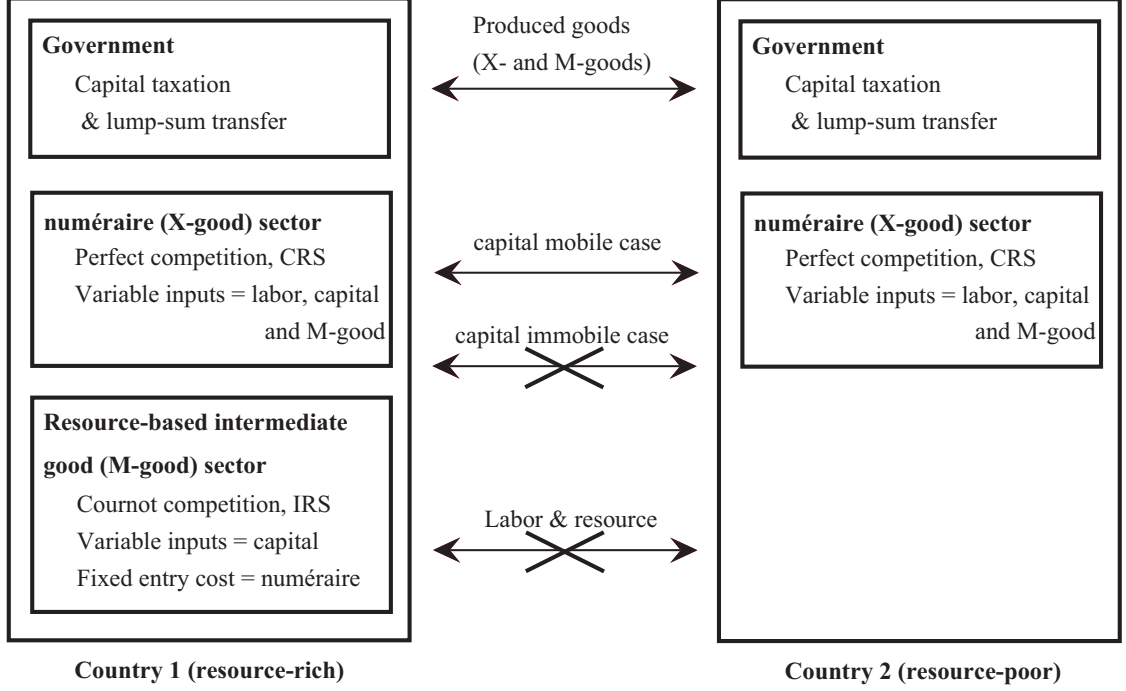 Government
Capital taxation
& lump-sum transfer
numéraire (X-good) sector
Perfect competition, CRS
Variable inputs = labor, capital
and M-good
Resource-based intermediate
good (M-good) sector
Cournot competition, IRS
Variable inputs = capital
Fixed entry cost = numéraire
Country 1 (resource-rich)
Produced goods
(X- and M-goods)
capital mobile case
capital immobile case
Labor & resource
Government
Capital taxation
& lump-sum transfer
numéraire (X-good) sector
Perfect competition, CRS
Variable inputs = labor, capital
and M-good
Country 2 (resource-poor)